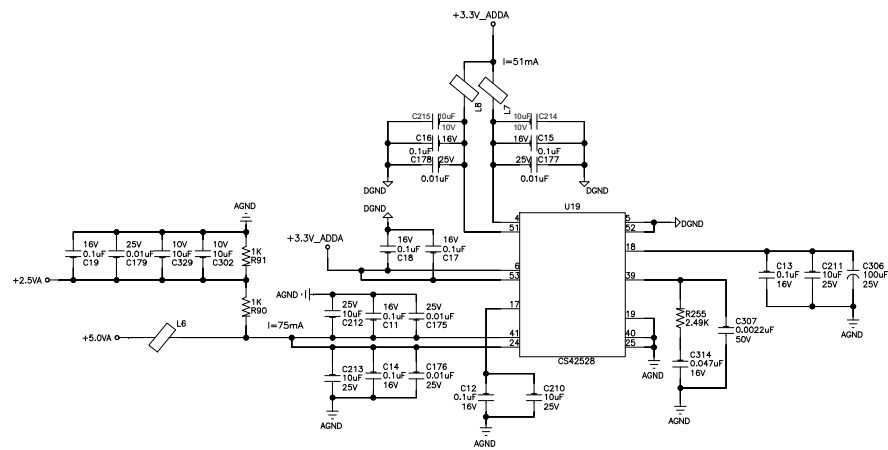 +3.3V_ADDA
I=51mA
L8
L7
C215 10uF
10V
10uF C214
10V
C16 16V
0.1uF
16V C15
0.1uF
C178 25V
0.01uF
25V C177
0.01uF
DGND
DGND
DGND
U19
4
51
5
52
DGND
AGND
+3.3V_ADDA
16V
0.1uF
C18
16V
0.1uF
C17
18
16V
0.1uF
C19
25V
0.01uF
C179
10V
10uF
C329
10V
10uF
C302
1K
R91
6
53
39
C13
0.1uF
16V
C211
10uF
25V
C306
100uF
25V
+2.5VA
1K
R90
AGND
25V
10uF
C212
16V
0.1uF
C11
25V
0.01uF
C175
17
19
R255
2.49K
C307
0.0022uF
50V
AGND
+5.0VA
L6
I=75mA
41
24
40
25
CS42528
AGND
C213
10uF
25V
C14
0.1uF
16V
C176
0.01uF
25V
C314
0.047uF
16V
C12
0.1uF
16V
C210
10uF
25V
AGND
AGND
AGND